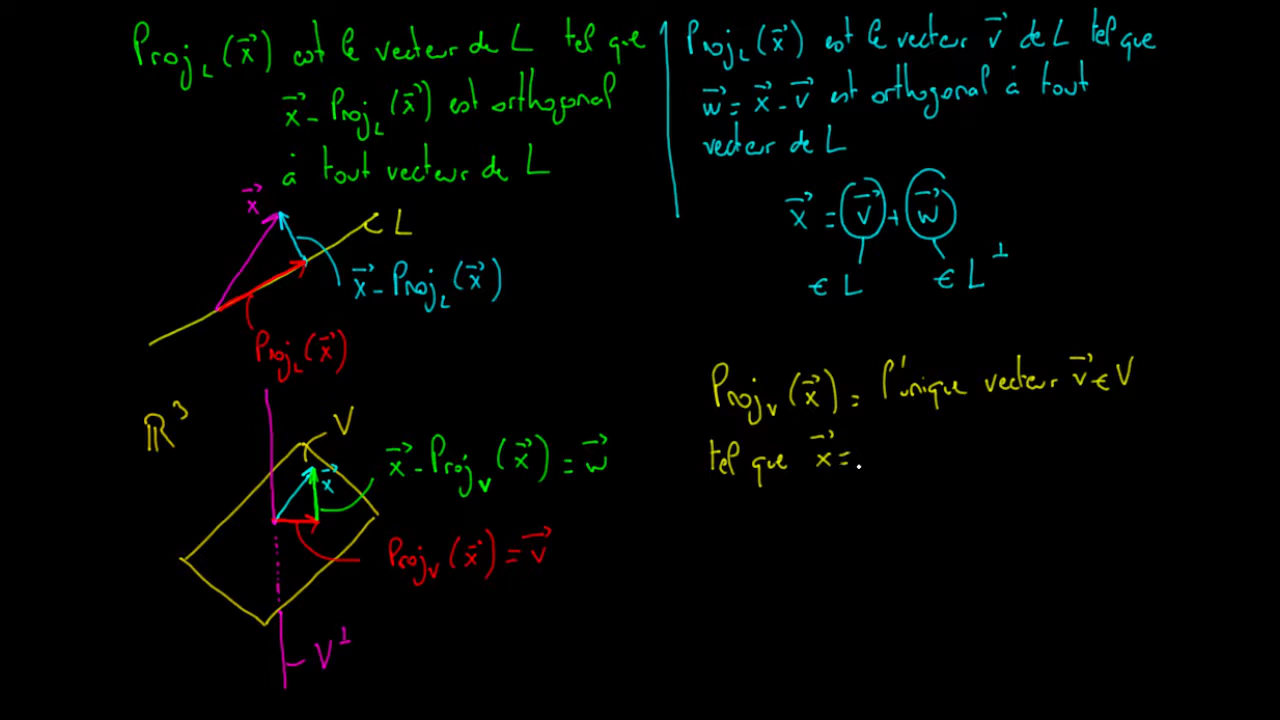 Proj_L(x⃗) est le vecteur de L tel que
x⃗ - Proj_L(x⃗) est orthogonal
à tout vecteur de L
x⃗
L
x⃗ - Proj_L(x⃗)
Proj_L(x⃗)
Proj_L(x⃗) est le vecteur v⃗ de L tel que
w⃗ = x⃗ - v⃗ est orthogonal à tout
vecteur de L
x⃗ = v⃗ + w⃗
∈ L ∈ L^⊥
ℝ³
V
x⃗
x⃗ - Proj_V(x⃗) = w⃗
Proj_V(x⃗) = v⃗
V^⊥
Proj_V(x⃗) = l'unique vecteur v⃗ ∈ V
tel que x⃗ =